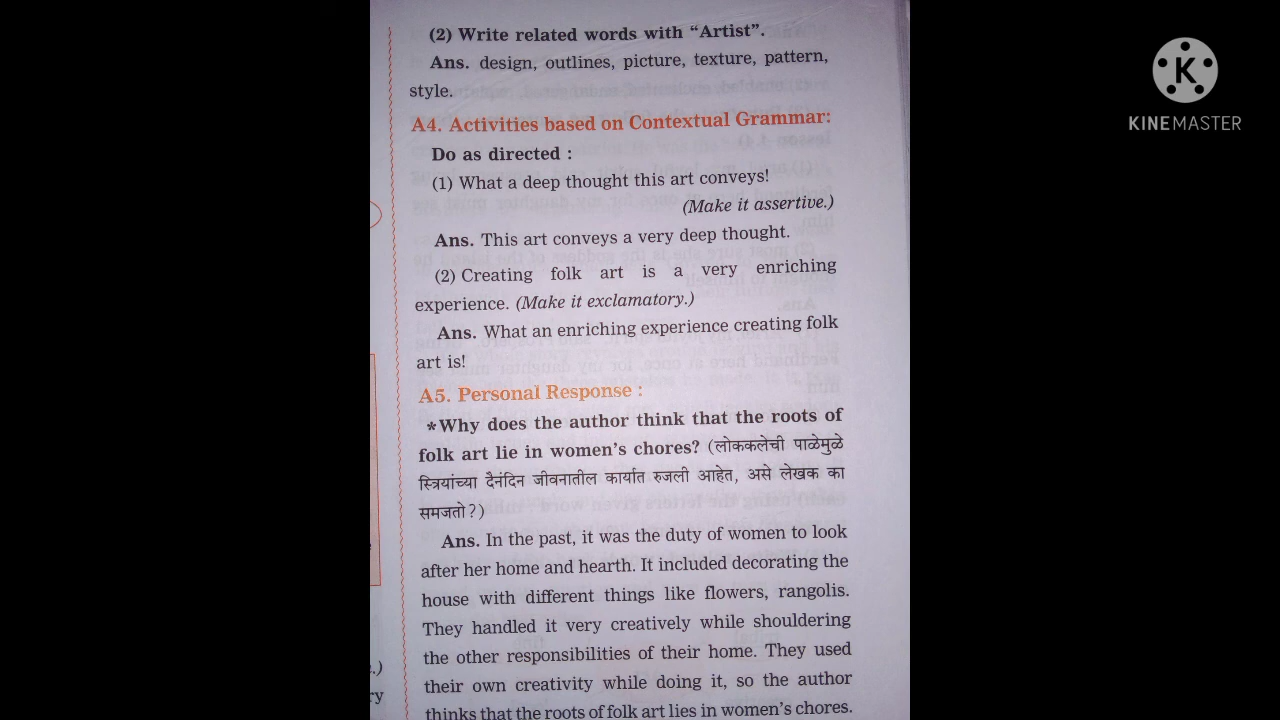 (2) Write related words with “Artist”.
Ans. design, outlines, picture, texture, pattern,
style.
A4. Activities based on Contextual Grammar:
Do as directed :
(1) What a deep thought this art conveys!
(Make it assertive.)
Ans. This art conveys a very deep thought.
(2) Creating folk art is a very enriching
experience. (Make it exclamatory.)
Ans. What an enriching experience creating folk
art is!
A5. Personal Response :
*Why does the author think that the roots of
folk art lie in women’s chores? (लोककलेची पाळेमुळे
स्त्रियांच्या दैनंदिन जीवनातील कार्यात रुजली आहेत, असे लेखक का
समजतो?)
Ans. In the past, it was the duty of women to look
after her home and hearth. It included decorating the
house with different things like flowers, rangolis.
They handled it very creatively while shouldering
the other responsibilities of their home. They used
their own creativity while doing it, so the author
thinks that the roots of folk art lies in women’s chores.
.)
ry
K
KINEMASTER